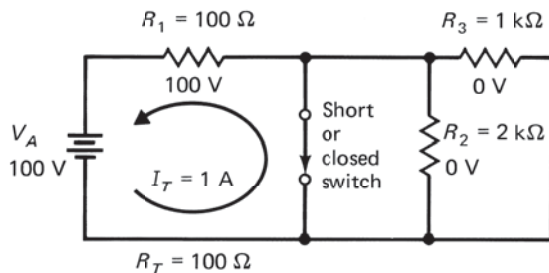 R1 = 100 Ω
100 V
R3 = 1 kΩ
0 V
VA
100 V
IT = 1 A
Short
or
closed
switch
R2 = 2 kΩ
0 V
RT = 100 Ω